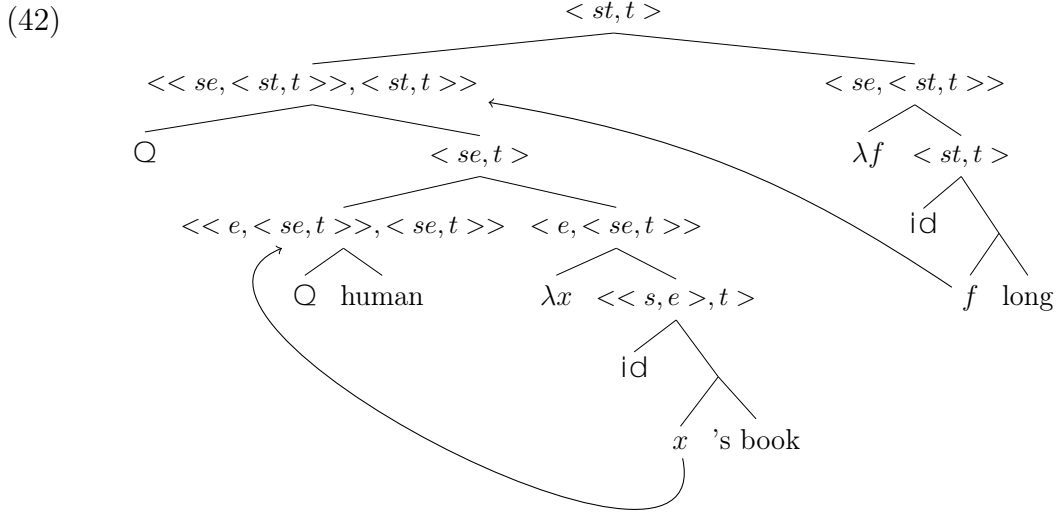 (42)
< st, t >
<< se, < st, t >>, < st, t >> < se, < st, t >>
Q < se, t > λf < st, t >
<< e, < se, t >>, < se, t >> < e, < se, t >> id
Q human λx << s, e >, t > f long
id
x 's book